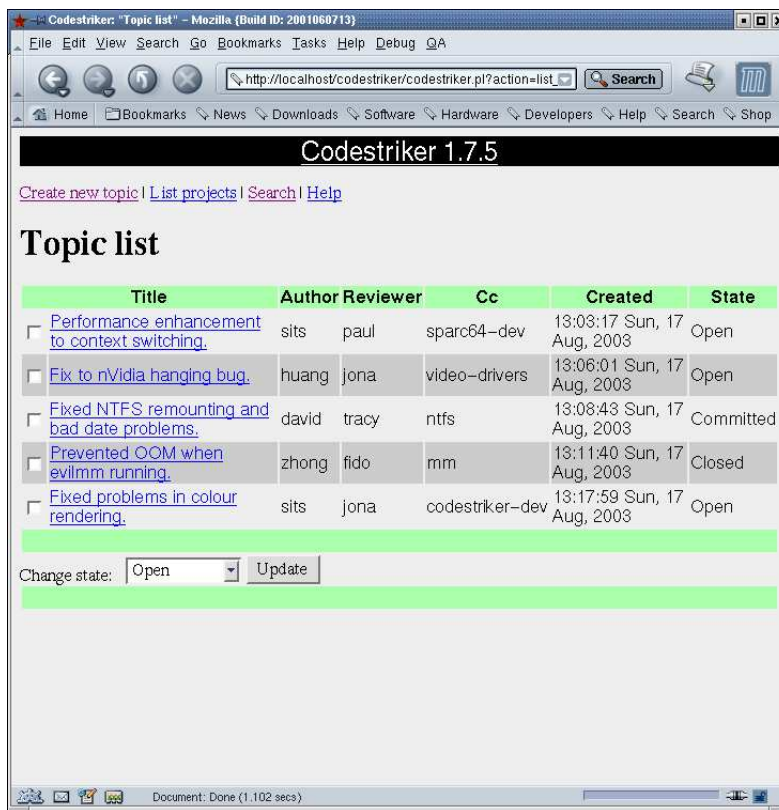 Codestriker: "Topic list" – Mozilla {Build ID: 2001060713}
File Edit View Search Go Bookmarks Tasks Help Debug QA
http://localhost/codestriker/codestriker.pl?action=list_ Search
Home Bookmarks News Downloads Software Hardware Developers Help Search Shop
Codestriker 1.7.5
Create new topic | List projects | Search | Help
Topic list
Title Author Reviewer Cc Created State
Performance enhancement
to context switching. sits paul sparc64-dev 13:03:17 Sun, 17
Aug, 2003 Open
Fix to nVidia hanging bug. huang jona video-drivers 13:06:01 Sun, 17
Aug, 2003 Open
Fixed NTFS remounting and
bad date problems. david tracy ntfs 13:08:43 Sun, 17
Aug, 2003 Committed
Prevented OOM when
evilmm running. zhong fido mm 13:11:40 Sun, 17
Aug, 2003 Closed
Fixed problems in colour
rendering. sits jona codestriker-dev 13:17:59 Sun, 17
Aug, 2003 Open
Change state: Open Update
Document: Done (1.102 secs)